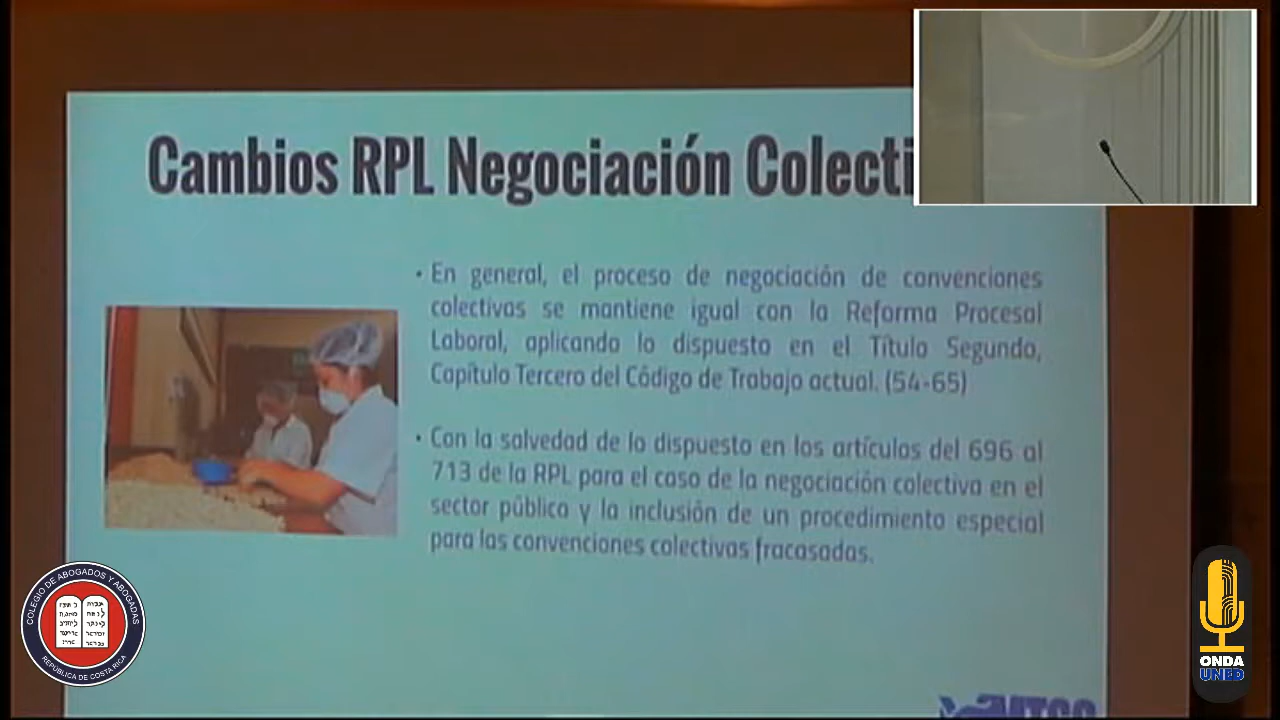 Cambios RPL Negociación Colecti
• En general, el proceso de negociación de convenciones
colectivas se mantiene igual con la Reforma Procesal
Laboral, aplicando lo dispuesto en el Título Segundo,
Capítulo Tercero del Código de Trabajo actual. (54-65)
• Con la salvedad de lo dispuesto en los artículos del 696 al
713 de la RPL para el caso de la negociación colectiva en el
sector público y la inclusión de un procedimiento especial
para las convenciones colectivas fracasadas.
COLEGIO DE ABOGADOS Y ABOGADAS
REPÚBLICA DE COSTA RICA
ONDA
UNED